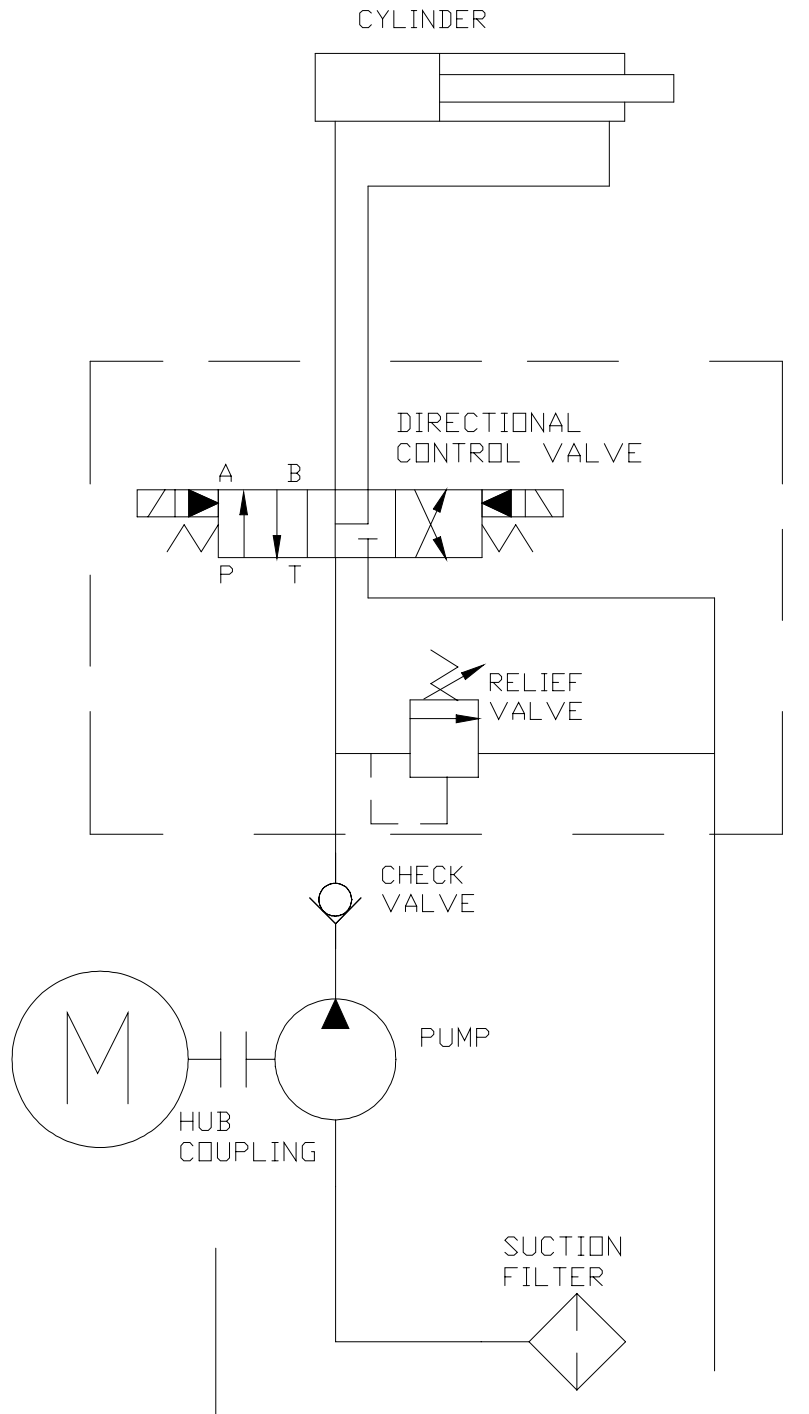 CYLINDER
DIRECTIONAL
CONTROL VALVE
A B
P T
RELIEF
VALVE
CHECK
VALVE
M
PUMP
HUB
COUPLING
SUCTION
FILTER